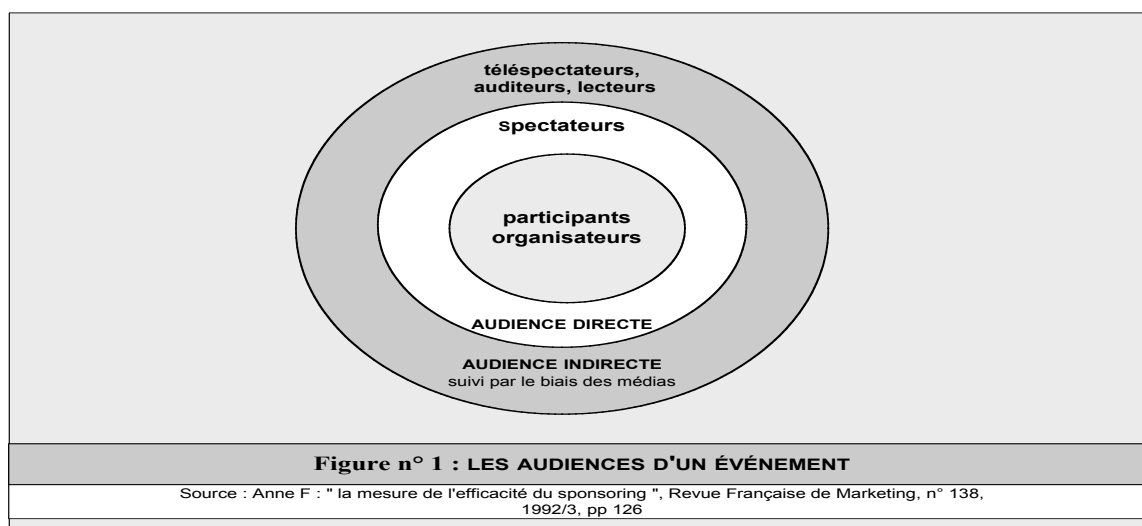 téléspectateurs,
auditeurs, lecteurs
spectateurs
participants
organisateurs
AUDIENCE DIRECTE
AUDIENCE INDIRECTE
suivi par le biais des médias
Figure n° 1 : LES AUDIENCES D'UN ÉVÉNEMENT
Source : Anne F : " la mesure de l'efficacité du sponsoring ", Revue Française de Marketing, n° 138,
1992/3, pp 126